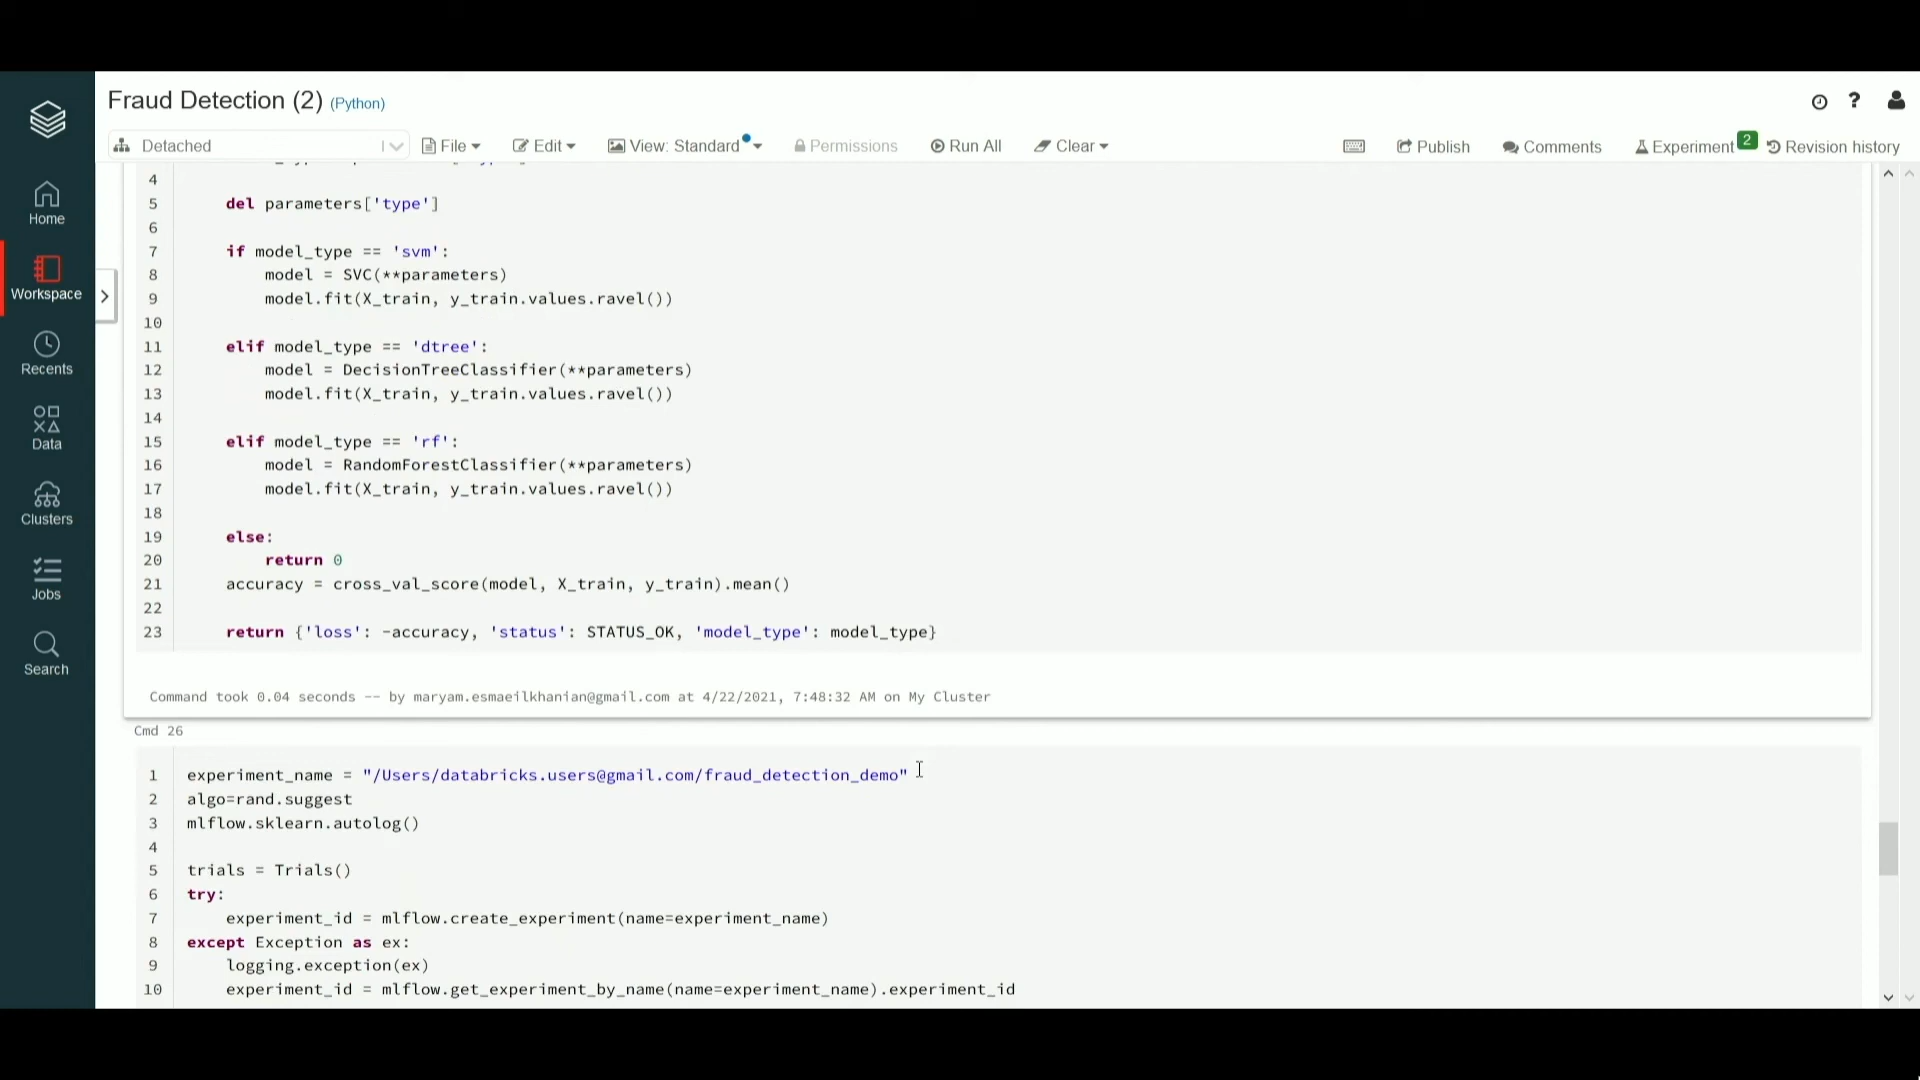 Fraud Detection (2) (Python)
Detached
File
Edit
View: Standard
Permissions
Run All
Clear
Publish
Comments
Experiment 2
Revision history
Home
Workspace
Recents
Data
Clusters
Jobs
Search
4
5 del parameters['type']
6
7 if model_type == 'svm':
8 model = SVC(**parameters)
9 model.fit(X_train, y_train.values.ravel())
10
11 elif model_type == 'dtree':
12 model = DecisionTreeClassifier(**parameters)
13 model.fit(X_train, y_train.values.ravel())
14
15 elif model_type == 'rf':
16 model = RandomForestClassifier(**parameters)
17 model.fit(X_train, y_train.values.ravel())
18
19 else:
20 return 0
21 accuracy = cross_val_score(model, X_train, y_train).mean()
22
23 return {'loss': -accuracy, 'status': STATUS_OK, 'model_type': model_type}
Command took 0.04 seconds -- by maryam.esmaeilkhanian@gmail.com at 4/22/2021, 7:48:32 AM on My Cluster
Cmd 26
1 experiment_name = "/Users/databricks.users@gmail.com/fraud_detection_demo"
2 algo=rand.suggest
3 mlflow.sklearn.autolog()
4
5 trials = Trials()
6 try:
7 experiment_id = mlflow.create_experiment(name=experiment_name)
8 except Exception as ex:
9 logging.exception(ex)
10 experiment_id = mlflow.get_experiment_by_name(name=experiment_name).experiment_id